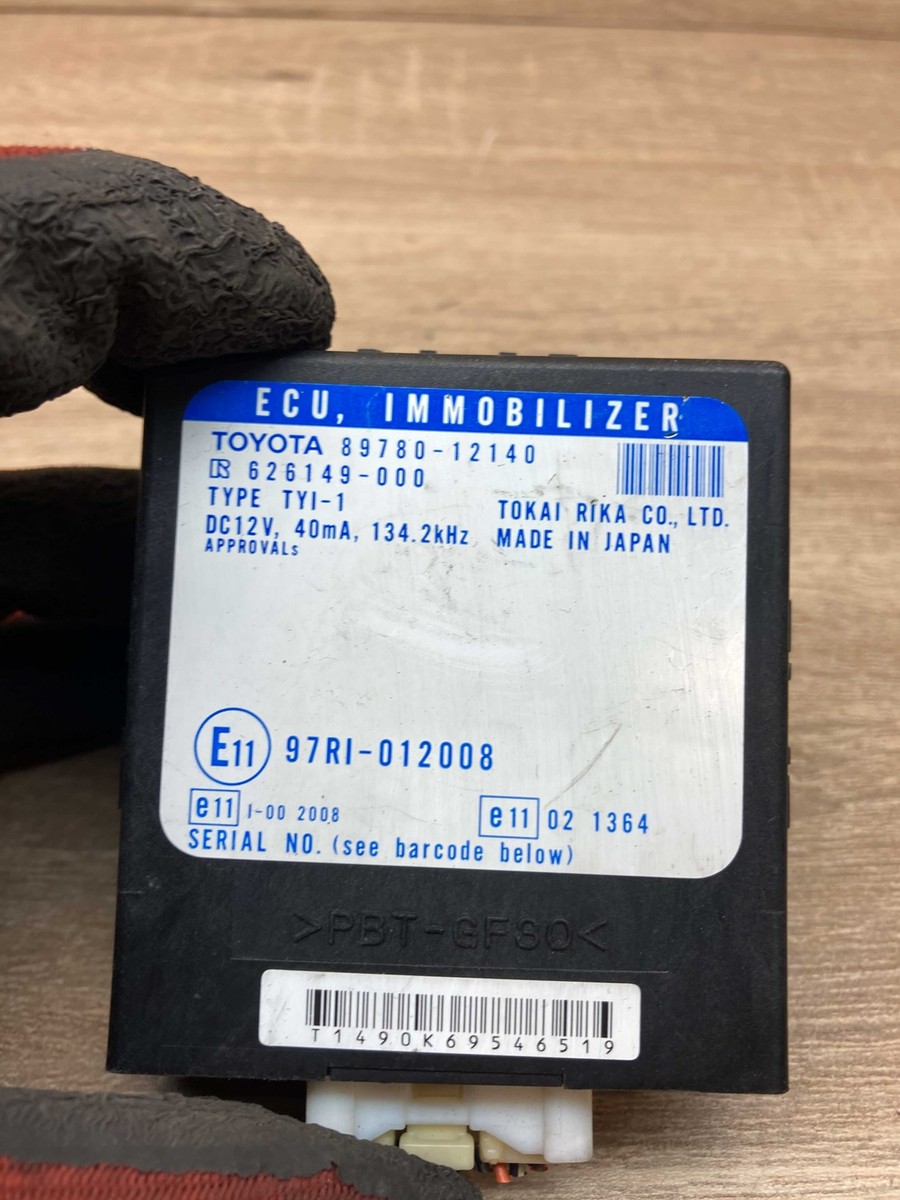 ECU, IMMOBILIZER
TOYOTA 89780-12140
R 626149-000
TYPE TYI-1
TOKAI RIKA CO., LTD.
DC12V, 40mA, 134.2kHz
MADE IN JAPAN
APPROVALs
E11 97RI-012008
e11 I-00 2008
e11 02 1364
SERIAL NO. (see barcode below)
>PBT-GF30<
T1490K69546519